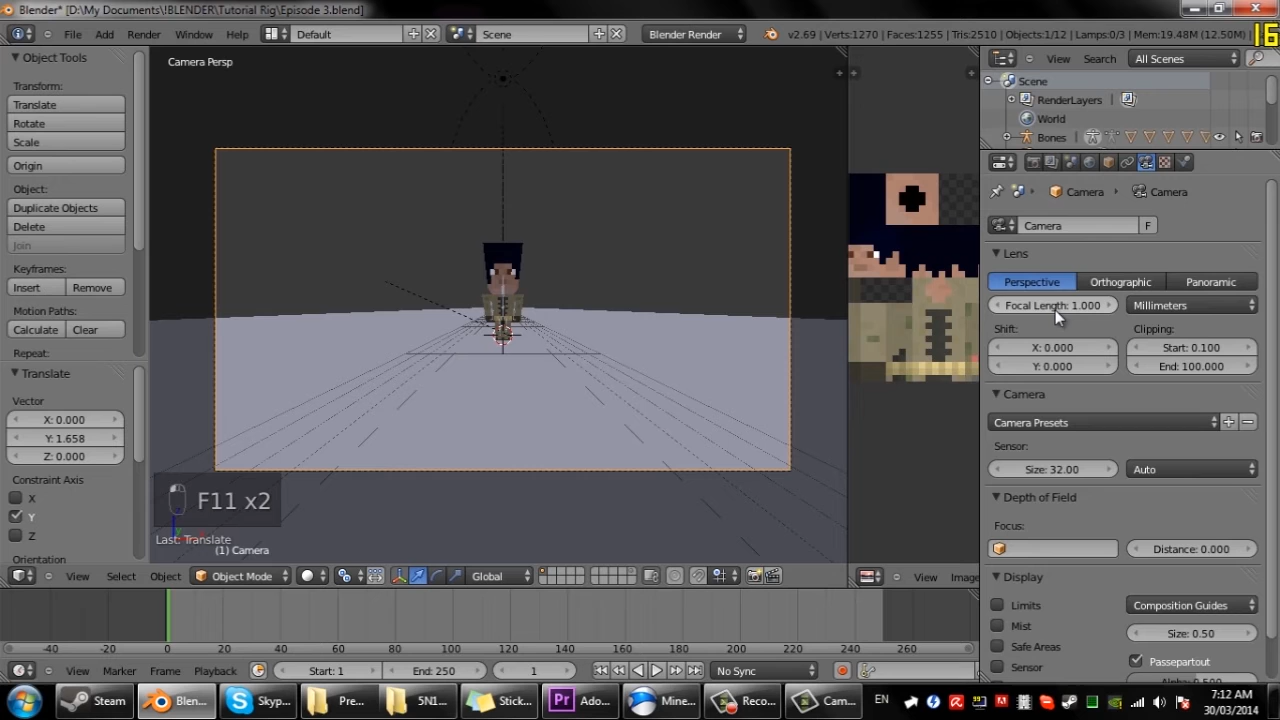 Blender* [D:\My Documents\!BLENDER\Tutorial Rig\Episode 3.blend]
16
File Add Render Window Help Default Scene Blender Render v2.69 | Verts:1270 | Faces:1255 | Tris:2510 | Objects:1/12 | Lamps:0/3 | Mem:19.48M (12.50M)
Object Tools
Transform:
Translate
Rotate
Scale
Origin
Object:
Duplicate Objects
Delete
Join
Keyframes:
Insert Remove
Motion Paths:
Calculate Clear
Repeat:
Translate
Vector
X: 0.000
Y: 1.658
Z: 0.000
Constraint Axis
X
Y
Z
Orientation
Camera Persp
F11 x2
Last: Translate
(1) Camera
View Select Object Object Mode Global
View Image
View Search All Scenes
Scene
RenderLayers
World
Bones
Camera Camera
Camera F
Lens
Perspective Orthographic Panoramic
Focal Length: 1.000 Millimeters
Shift: Clipping:
X: 0.000 Start: 0.100
Y: 0.000 End: 100.000
Camera
Camera Presets
Sensor:
Size: 32.00 Auto
Depth of Field
Focus:
Distance: 0.000
Display
Limits Composition Guides
Mist Size: 0.50
Safe Areas
Sensor Passepartout
Alpha: 0.500
-40 -20 0 20 40 60 80 100 120 140 160 180 200 220 240 260
View Marker Frame Playback Start: 1 End: 250 1 No Sync
Steam Blen... Skyp... Pre... 5N1... Stick... Ado... Mine... Reco... Cam... EN 7:12 AM
30/03/2014